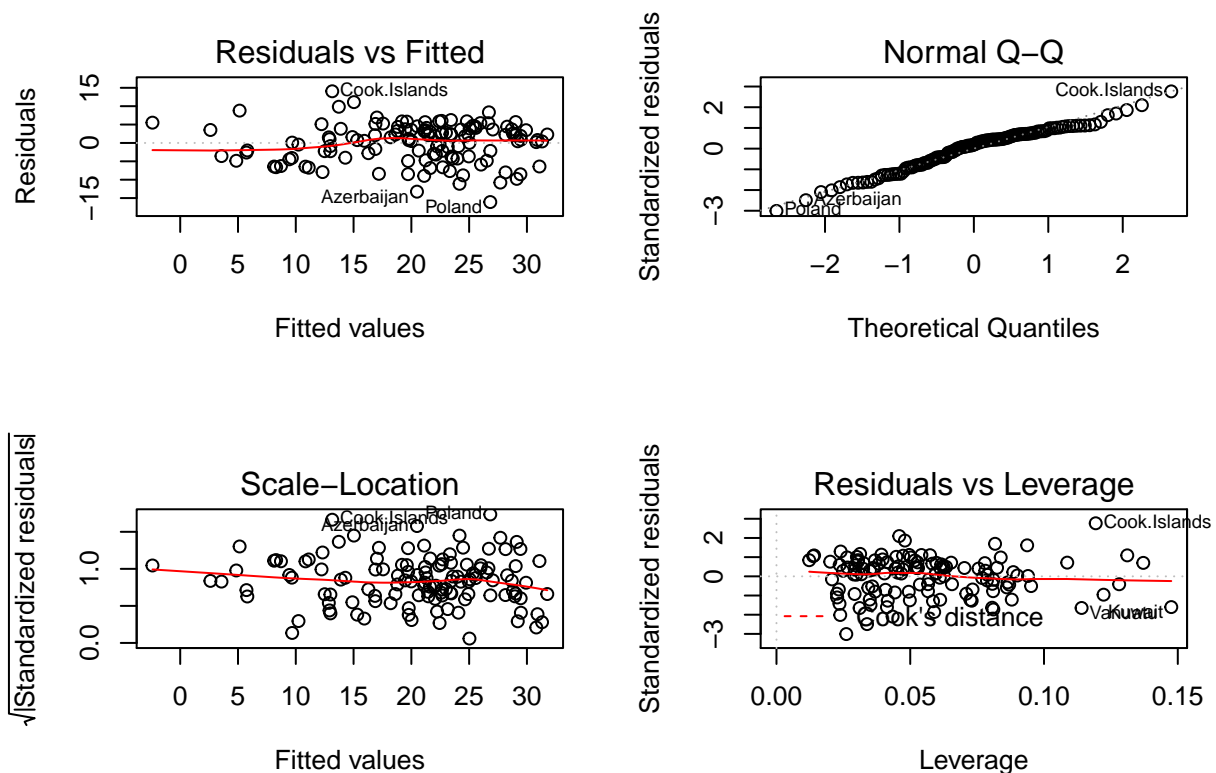 Residuals vs Fitted
Residuals
−15
0
15
Cook.Islands
Azerbaijan
Poland
0 5 10 15 20 25 30
Fitted values
Normal Q−Q
Standardized residuals
−3
0
2
Cook.Islands
Azerbaijan
Poland
−2 −1 0 1 2
Theoretical Quantiles
Scale−Location
√|Standardized residuals|
0.0
1.0
Poland
Cook.Islands
Azerbaijan
0 5 10 15 20 25 30
Fitted values
Residuals vs Leverage
Standardized residuals
−3
0
2
Cook.Islands
Vanuatu
Kuwait
Cook's distance
0.00 0.05 0.10 0.15
Leverage